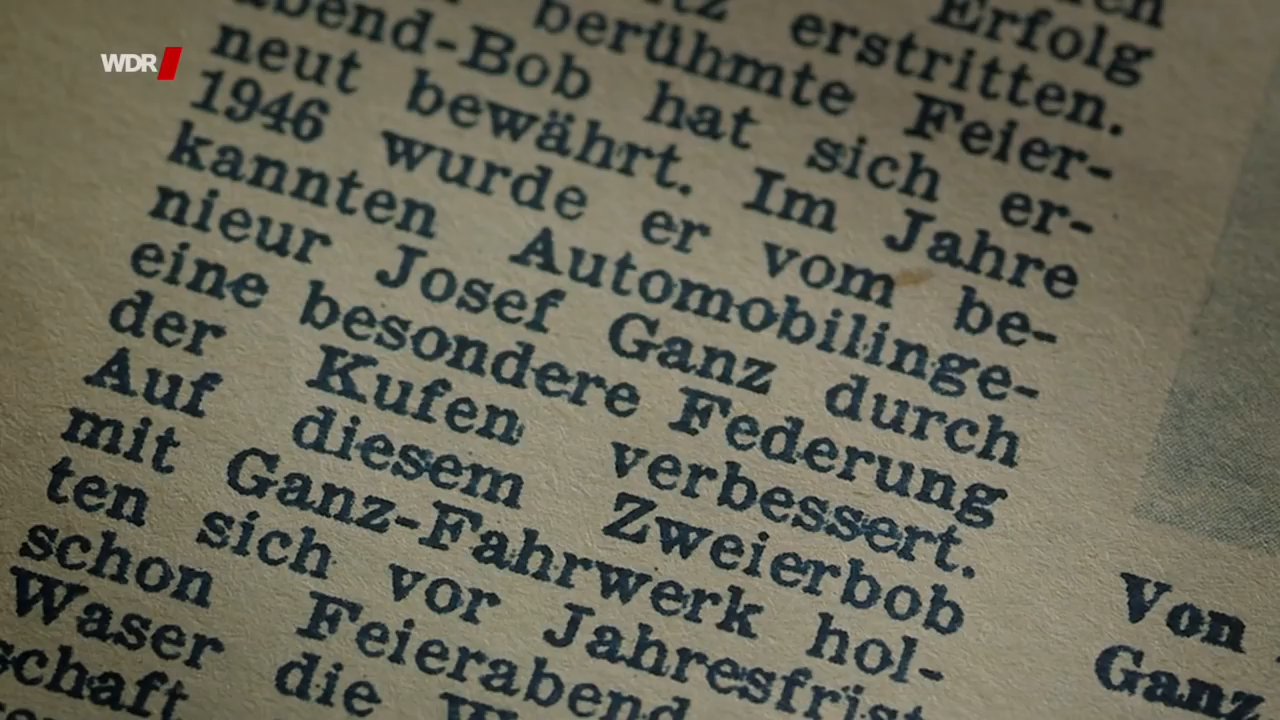 WDR
Erfolg
erstritten.
berühmte Feier-
bend-Bob hat sich er-
neut bewährt. Im Jahre
1946 wurde er vom be-
kannten Automobilinge-
nieur Josef Ganz durch
eine besondere Federung
der Kufen verbessert.
Auf diesem Zweierbob
mit Ganz-Fahrwerk hol-
ten sich vor Jahresfrist
schon Feierabend
Waser die
schaft
Von
Ganz